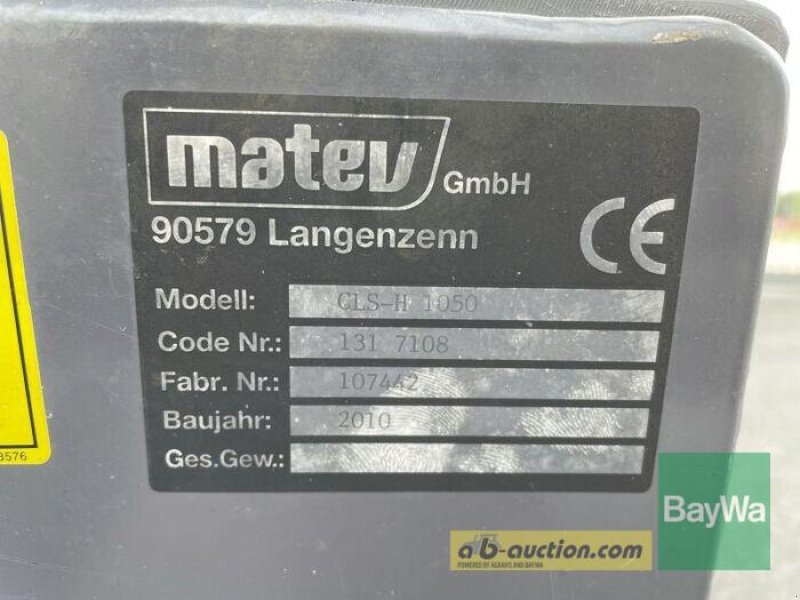 matev GmbH
90579 Langenzenn
CE
Modell: CLS-H 1050
Code Nr.: 131 7108
Fabr. Nr.: 107442
Baujahr: 2010
Ges.Gew.:
3576
BayWa
ab-auction.com
POWERED BY AGRAVIS AND BAYWA